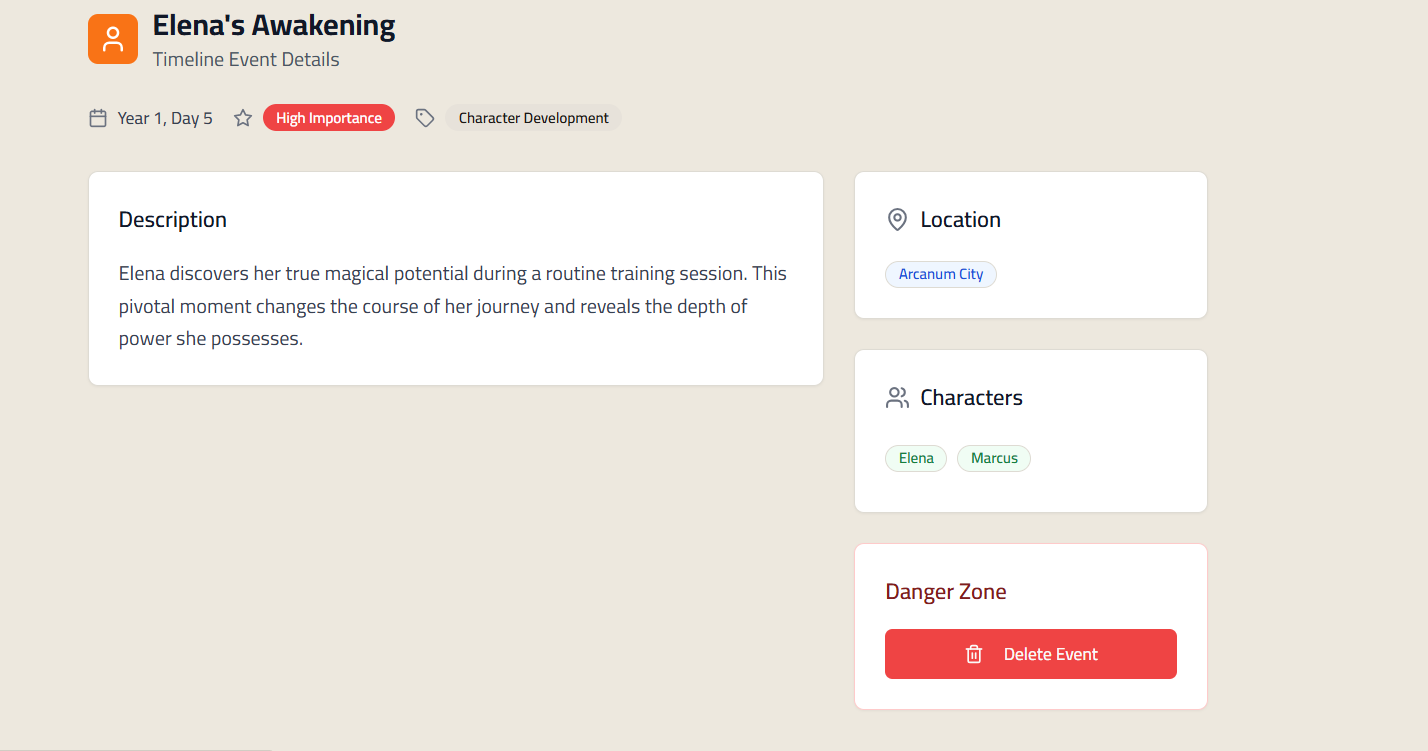 Elena's Awakening
Timeline Event Details
Year 1, Day 5
High Importance
Character Development
Description
Elena discovers her true magical potential during a routine training session. This
pivotal moment changes the course of her journey and reveals the depth of
power she possesses.
Location
Arcanum City
Characters
Elena
Marcus
Danger Zone
Delete Event